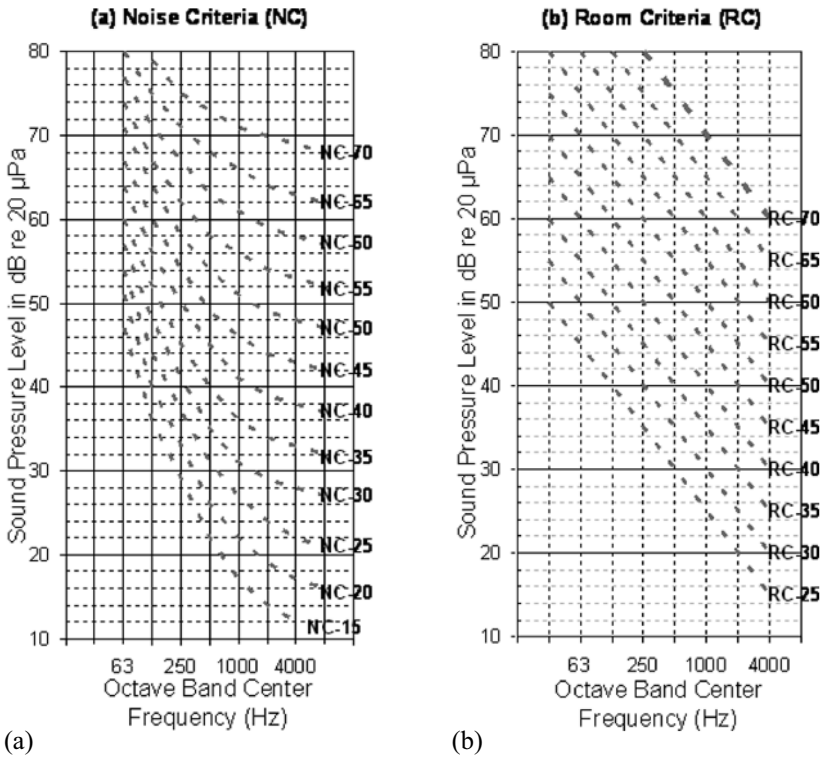 (a) Noise Criteria (NC)
80
70
60
50
40
30
20
10
Sound Pressure Level in dB re 20 µPa
NC-70
NC-65
NC-60
NC-55
NC-50
NC-45
NC-40
NC-35
NC-30
NC-25
NC-20
NC-15
63 250 1000 4000
Octave Band Center
Frequency (Hz)
(a)
(b) Room Criteria (RC)
80
70
60
50
40
30
20
10
Sound Pressure Level in dB re 20 µPa
RC-70
RC-65
RC-60
RC-55
RC-50
RC-45
RC-40
RC-35
RC-30
RC-25
63 250 1000 4000
Octave Band Center
Frequency (Hz)
(b)